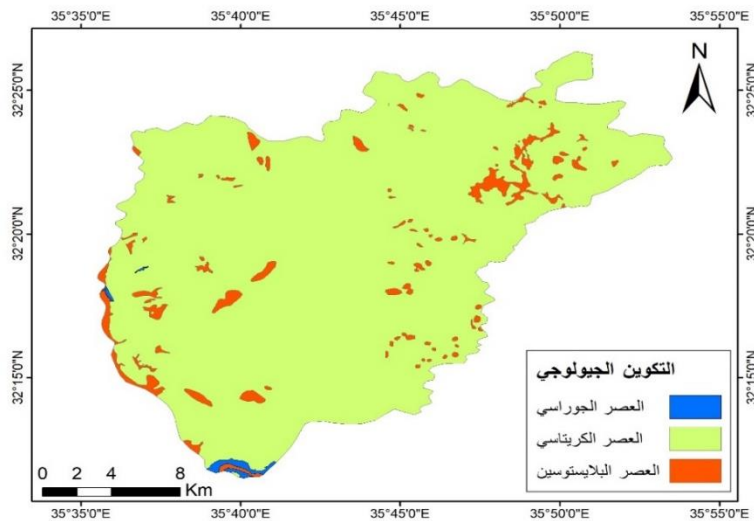 35°35'0"E 35°40'0"E 35°45'0"E 35°50'0"E 35°55'0"E
N
32°25'0"N 32°25'0"N
32°20'0"N 32°20'0"N
32°15'0"N 32°15'0"N
التكوين الجيولوجي
العصر الجوراسي
العصر الكريتاسي
العصر البلايستوسين
0 2 4 8
Km
35°35'0"E 35°40'0"E 35°45'0"E 35°50'0"E 35°55'0"E